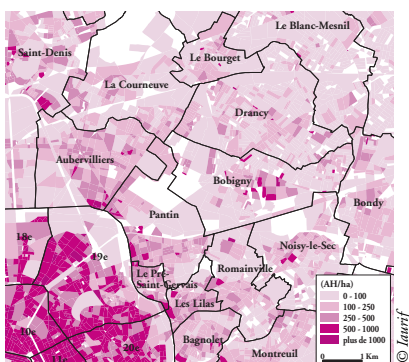 Le Blanc-Mesnil
Saint-Denis
Le Bourget
La Courneuve
Drancy
Aubervilliers
Bobigny
Bondy
Pantin
18e
19e
Noisy-le-Sec
Romainville
Le Pré-
Saint-Gervais
Les Lilas
10e
20e
11e
Bagnolet
Montreuil
(AH/ha)
0 - 100
100 - 250
250 - 500
500 - 1000
plus de 1000
0 1 Km
© Iaurif